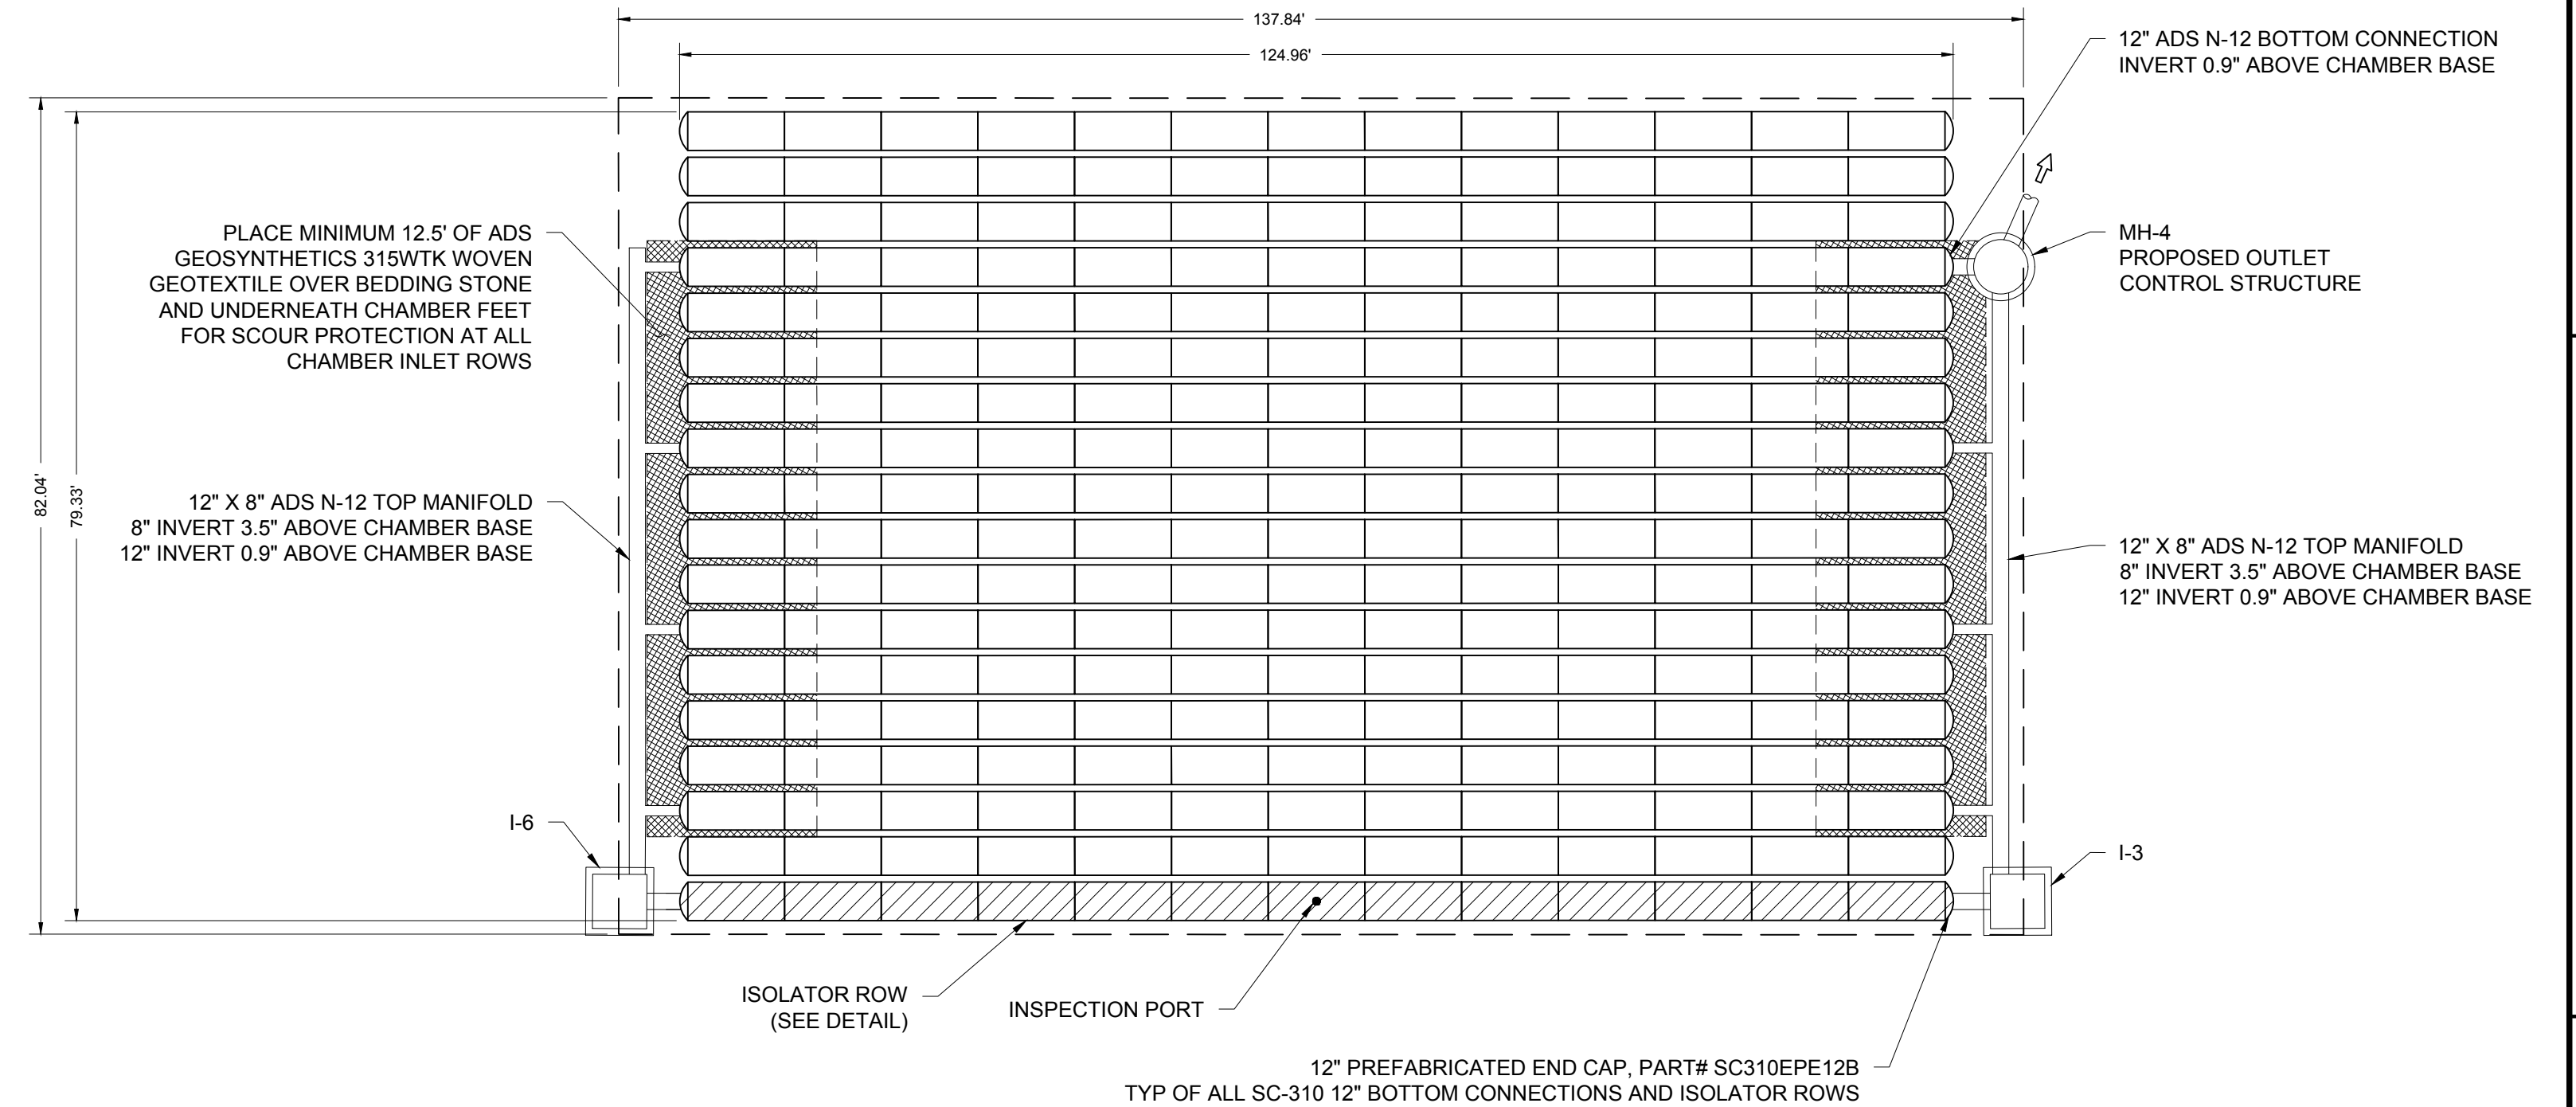 137.84'
124.96'
12" ADS N-12 BOTTOM CONNECTION
INVERT 0.9" ABOVE CHAMBER BASE
PLACE MINIMUM 12.5' OF ADS
GEOSYNTHETICS 315WTK WOVEN
GEOTEXTILE OVER BEDDING STONE
AND UNDERNEATH CHAMBER FEET
FOR SCOUR PROTECTION AT ALL
CHAMBER INLET ROWS
MH-4
PROPOSED OUTLET
CONTROL STRUCTURE
82.04'
79.33'
12" X 8" ADS N-12 TOP MANIFOLD
8" INVERT 3.5" ABOVE CHAMBER BASE
12" INVERT 0.9" ABOVE CHAMBER BASE
12" X 8" ADS N-12 TOP MANIFOLD
8" INVERT 3.5" ABOVE CHAMBER BASE
12" INVERT 0.9" ABOVE CHAMBER BASE
I-6
I-3
ISOLATOR ROW
(SEE DETAIL)
INSPECTION PORT
12" PREFABRICATED END CAP, PART# SC310EPE12B
TYP OF ALL SC-310 12" BOTTOM CONNECTIONS AND ISOLATOR ROWS